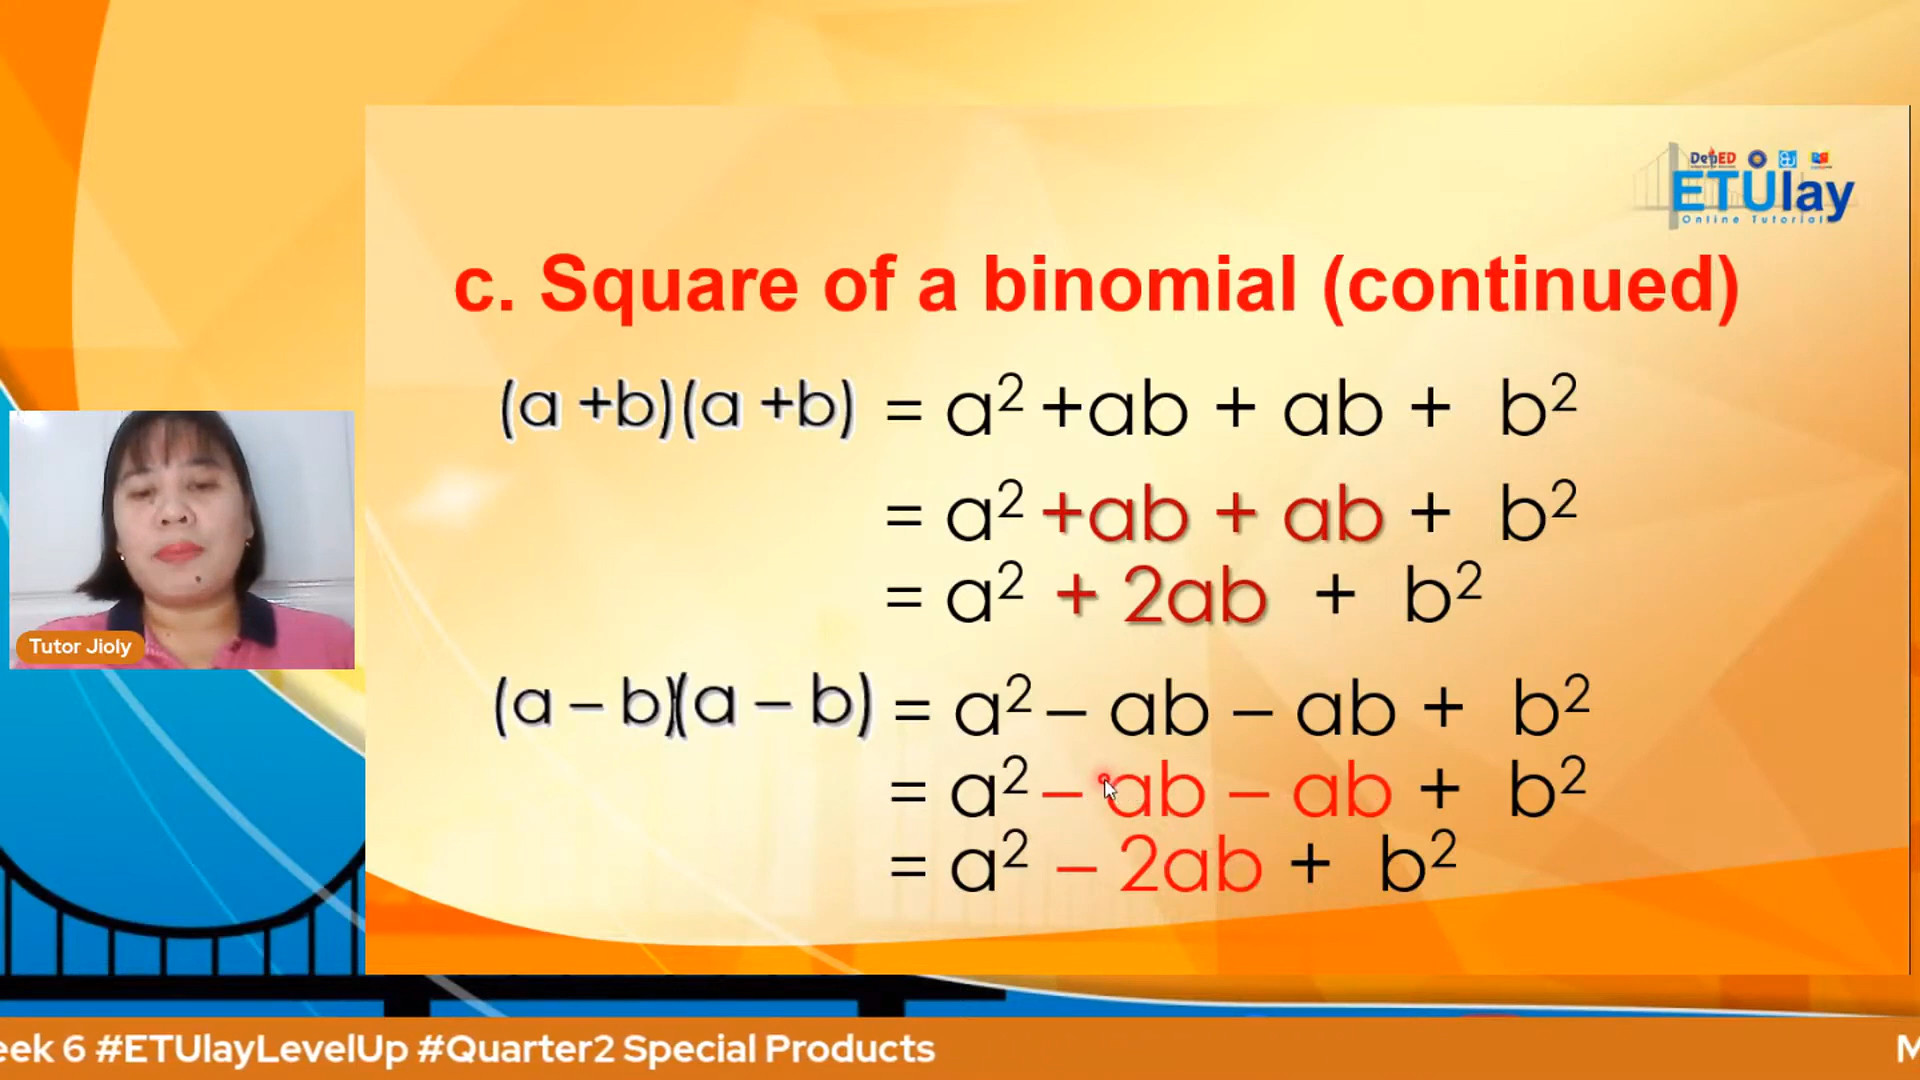 DepED
ETUlay
Online Tutorial
c. Square of a binomial (continued)
(a +b)(a +b) = a² +ab + ab + b²
= a² +ab + ab + b²
= a² + 2ab + b²
(a – b)(a – b) = a² – ab – ab + b²
= a² – ab – ab + b²
= a² – 2ab + b²
Tutor Jioly
eek 6 #ETUlayLevelUp #Quarter2 Special Products
M